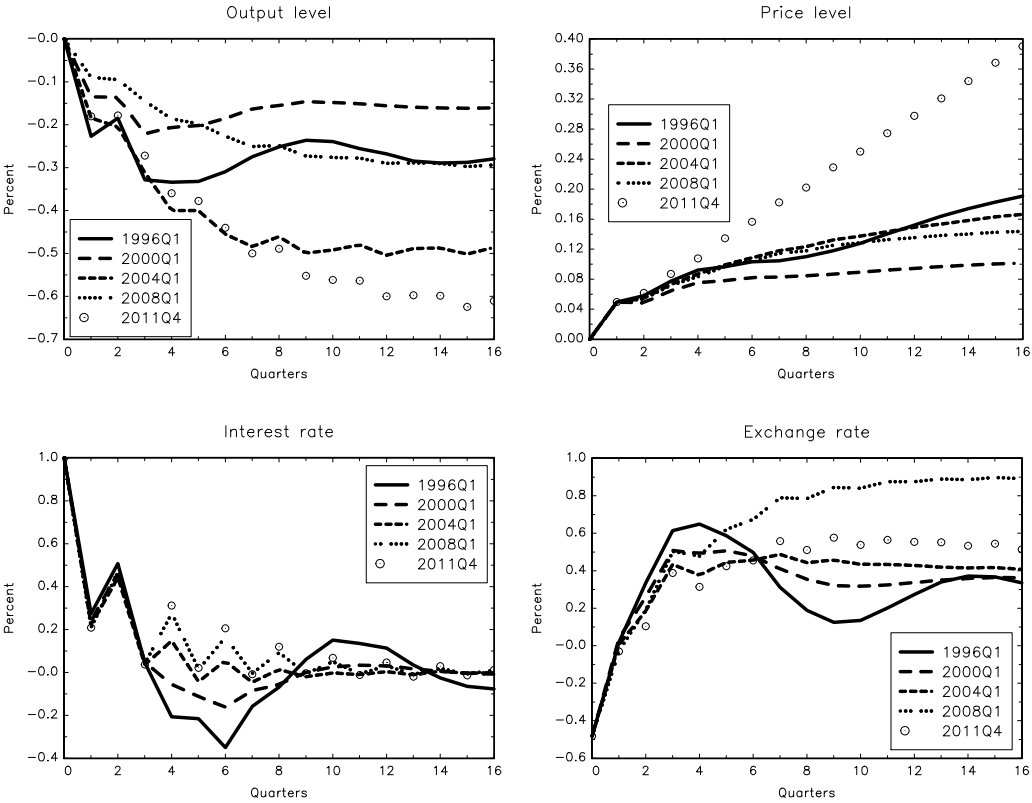 Output level
Percent
−0.0
−0.1
−0.2
−0.3
−0.4
−0.5
−0.6
−0.7
1996Q1
2000Q1
2004Q1
2008Q1
2011Q4
0 2 4 6 8 10 12 14 16
Quarters
Price level
Percent
0.40
0.36
0.32
0.28
0.24
0.20
0.16
0.12
0.08
0.04
0.00
1996Q1
2000Q1
2004Q1
2008Q1
2011Q4
0 2 4 6 8 10 12 14 16
Quarters
Interest rate
Percent
1.0
0.8
0.6
0.4
0.2
−0.0
−0.2
−0.4
1996Q1
2000Q1
2004Q1
2008Q1
2011Q4
0 2 4 6 8 10 12 14 16
Quarters
Exchange rate
Percent
1.0
0.8
0.6
0.4
0.2
−0.0
−0.2
−0.4
−0.6
1996Q1
2000Q1
2004Q1
2008Q1
2011Q4
0 2 4 6 8 10 12 14 16
Quarters